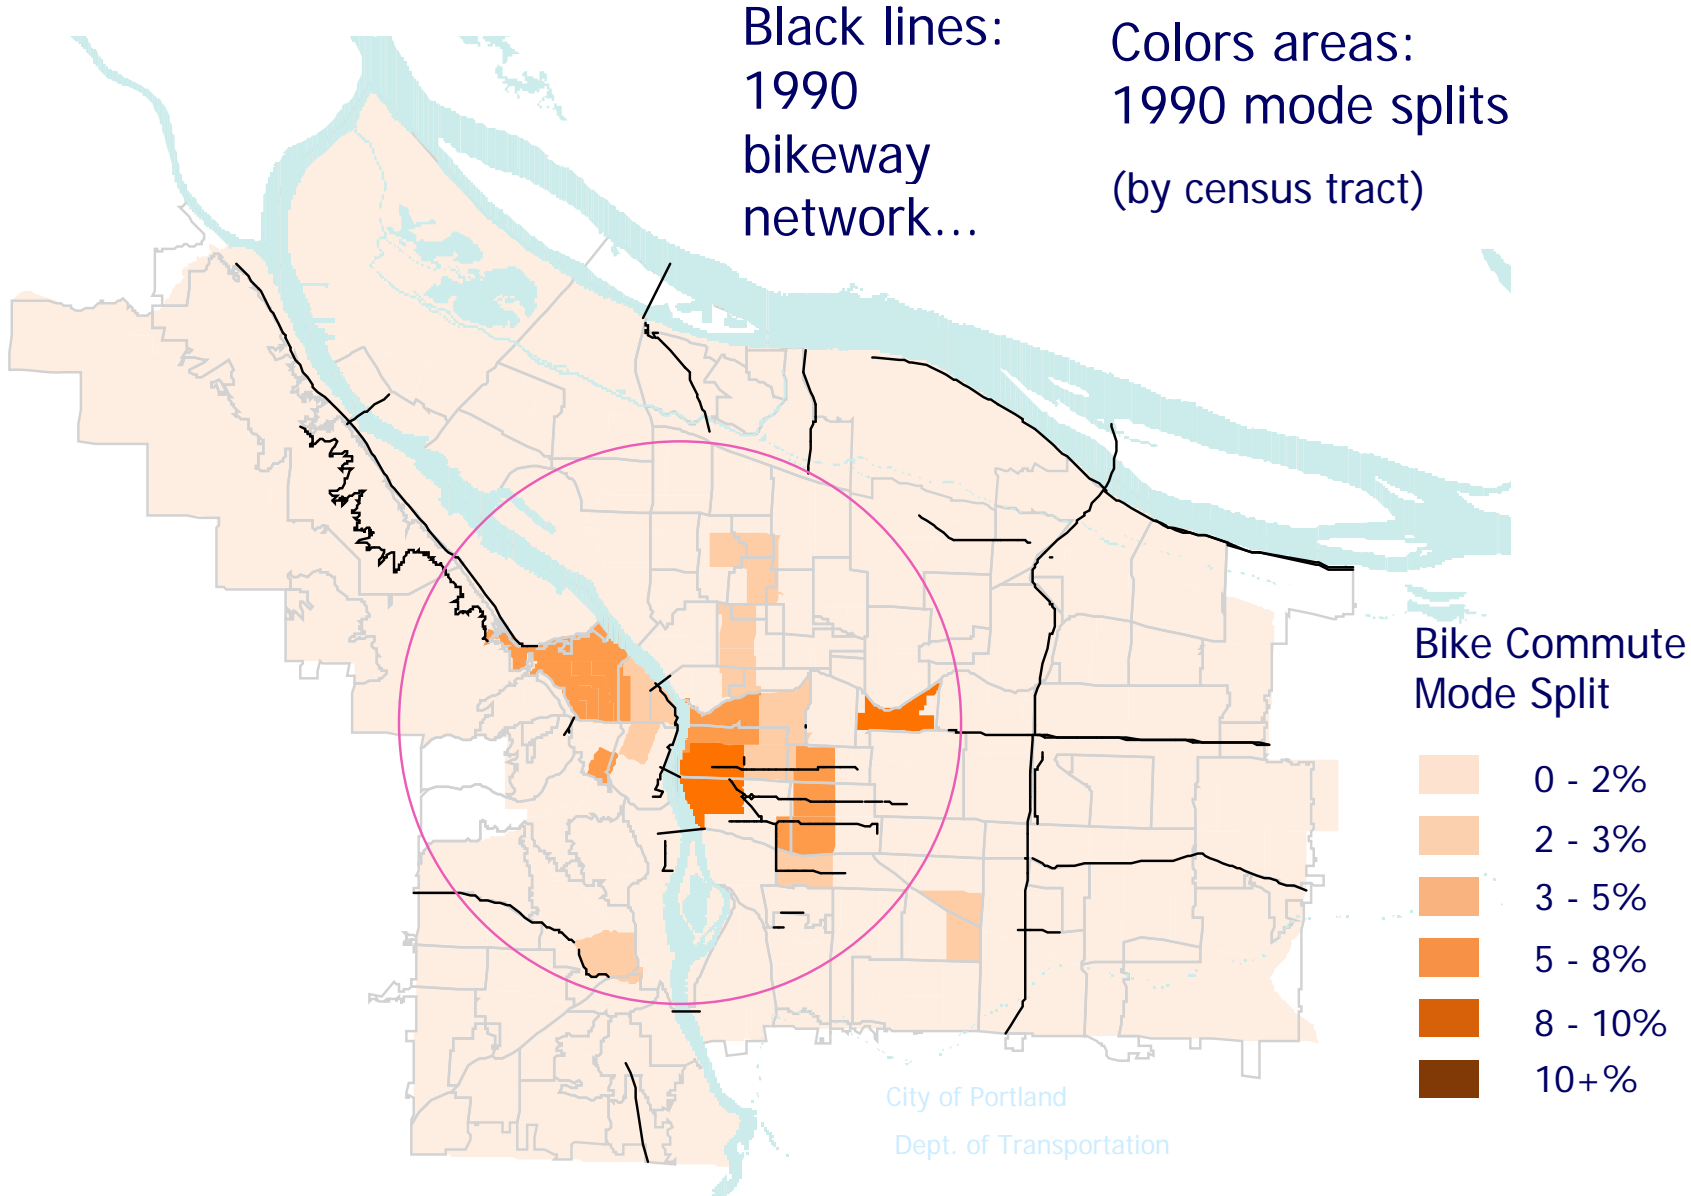 Black lines:
1990
bikeway
network...
Colors areas:
1990 mode splits
(by census tract)
Bike Commute
Mode Split
0 - 2%
2 - 3%
3 - 5%
5 - 8%
8 - 10%
10+%
City of Portland
Dept. of Transportation